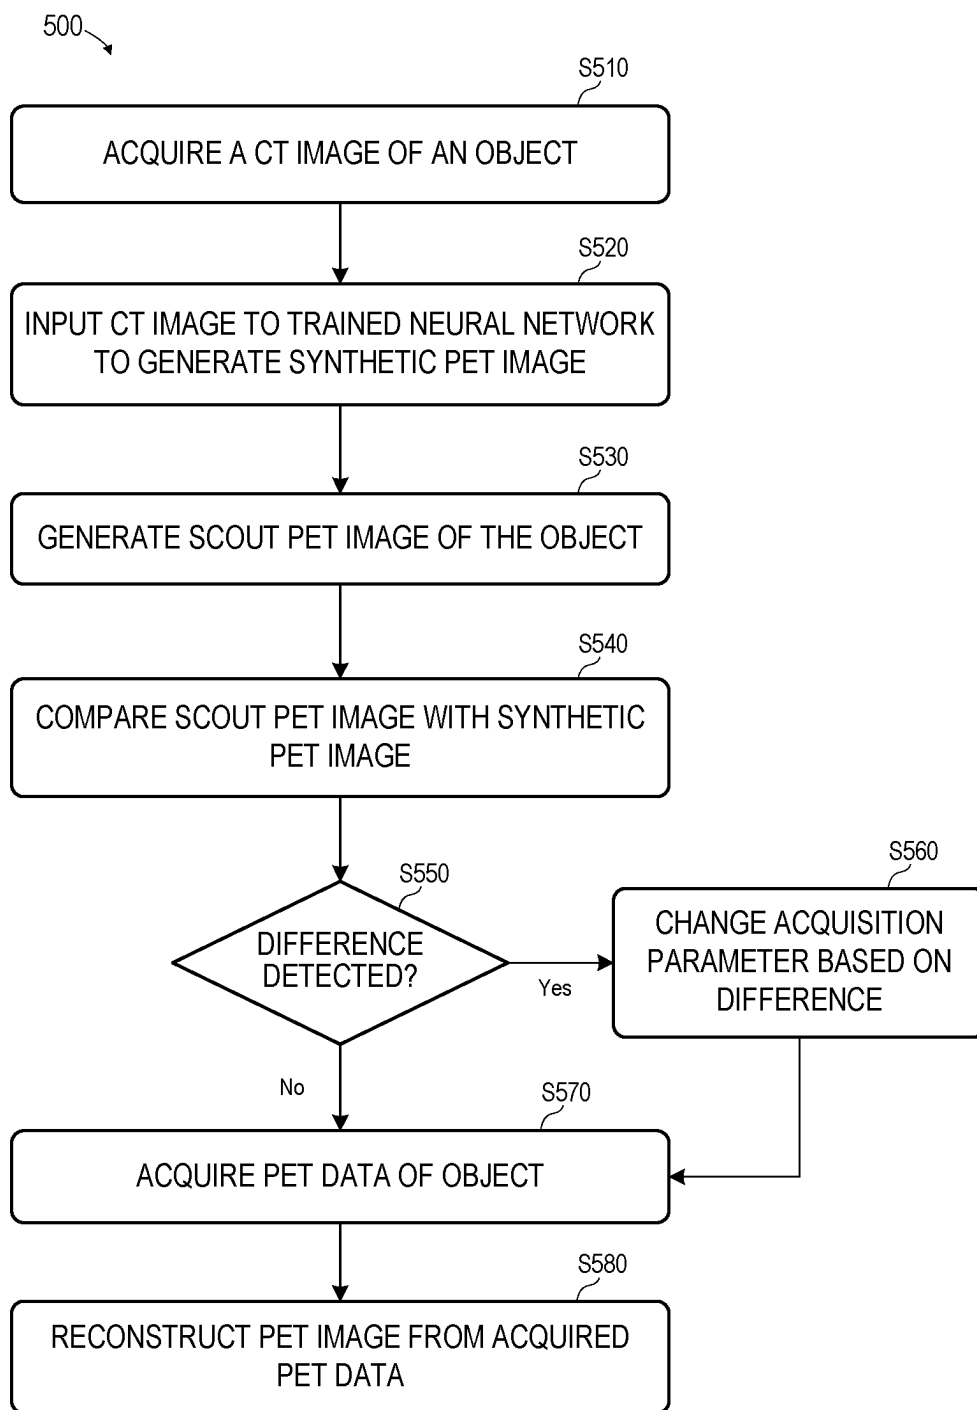 500
S510
ACQUIRE A CT IMAGE OF AN OBJECT
S520
INPUT CT IMAGE TO TRAINED NEURAL NETWORK
TO GENERATE SYNTHETIC PET IMAGE
S530
GENERATE SCOUT PET IMAGE OF THE OBJECT
S540
COMPARE SCOUT PET IMAGE WITH SYNTHETIC
PET IMAGE
S550
DIFFERENCE
DETECTED?
Yes
S560
CHANGE ACQUISITION
PARAMETER BASED ON
DIFFERENCE
No
S570
ACQUIRE PET DATA OF OBJECT
S580
RECONSTRUCT PET IMAGE FROM ACQUIRED
PET DATA